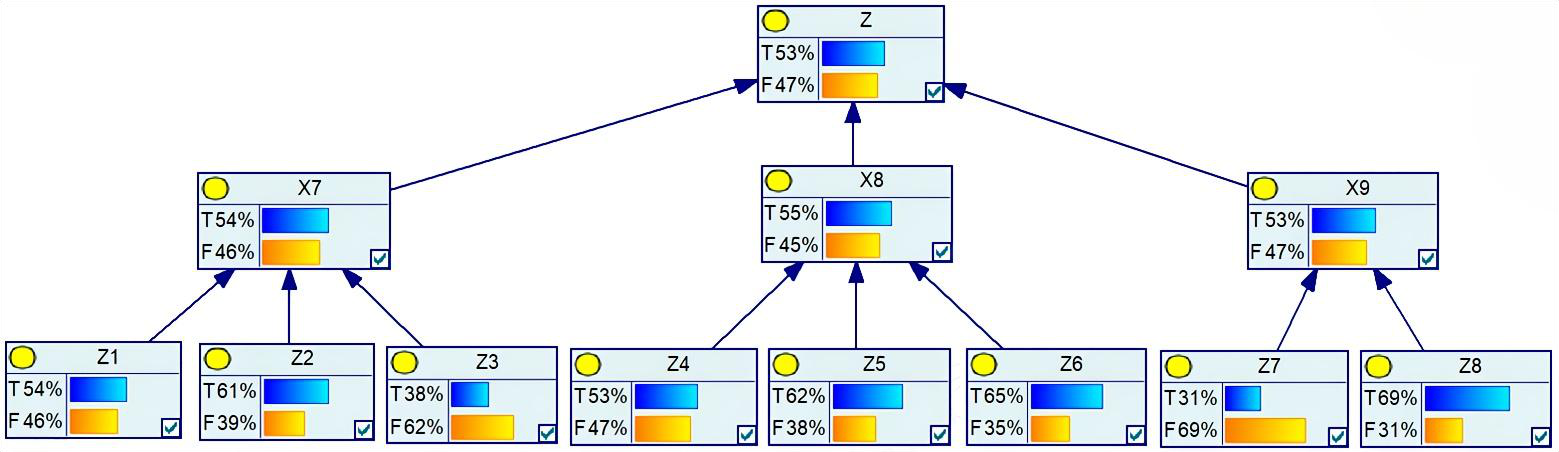 Z
T 53%
F 47%
X7
T 54%
F 46%
X8
T 55%
F 45%
X9
T 53%
F 47%
Z1
T 54%
F 46%
Z2
T 61%
F 39%
Z3
T 38%
F 62%
Z4
T 53%
F 47%
Z5
T 62%
F 38%
Z6
T 65%
F 35%
Z7
T 31%
F 69%
Z8
T 69%
F 31%